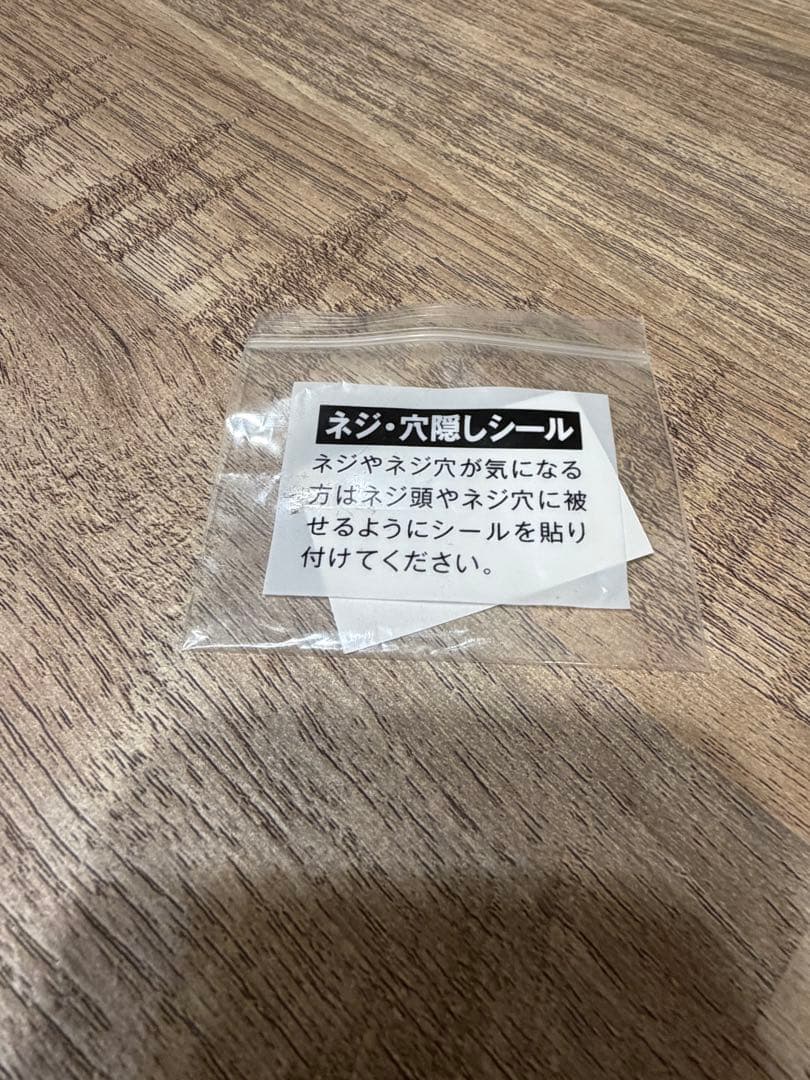 ネジ・穴隠しシール
ネジやネジ穴が気になる
方はネジ頭やネジ穴に被
せるようにシールを貼り
付けてください。